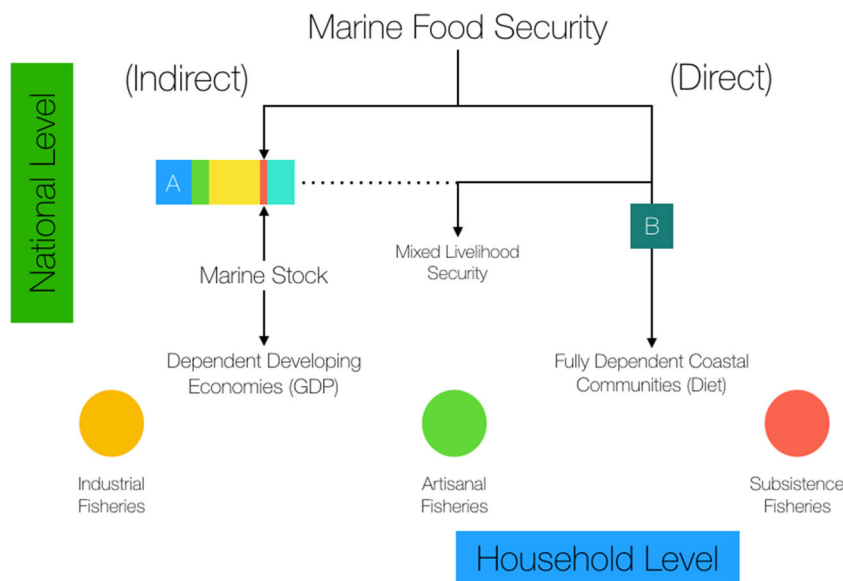 Marine Food Security
(Indirect)
(Direct)
National Level
A
B
Mixed Livelihood
Security
Marine Stock
Dependent Developing
Economies (GDP)
Fully Dependent Coastal
Communities (Diet)
Industrial
Fisheries
Artisanal
Fisheries
Subsistence
Fisheries
Household Level